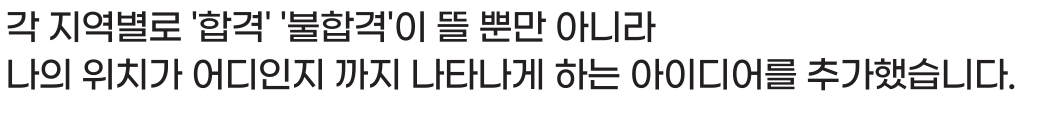 각 지역별로 '합격' '불합격'이 뜰 뿐만 아니라
나의 위치가 어디인지 까지 나타나게 하는 아이디어를 추가했습니다.